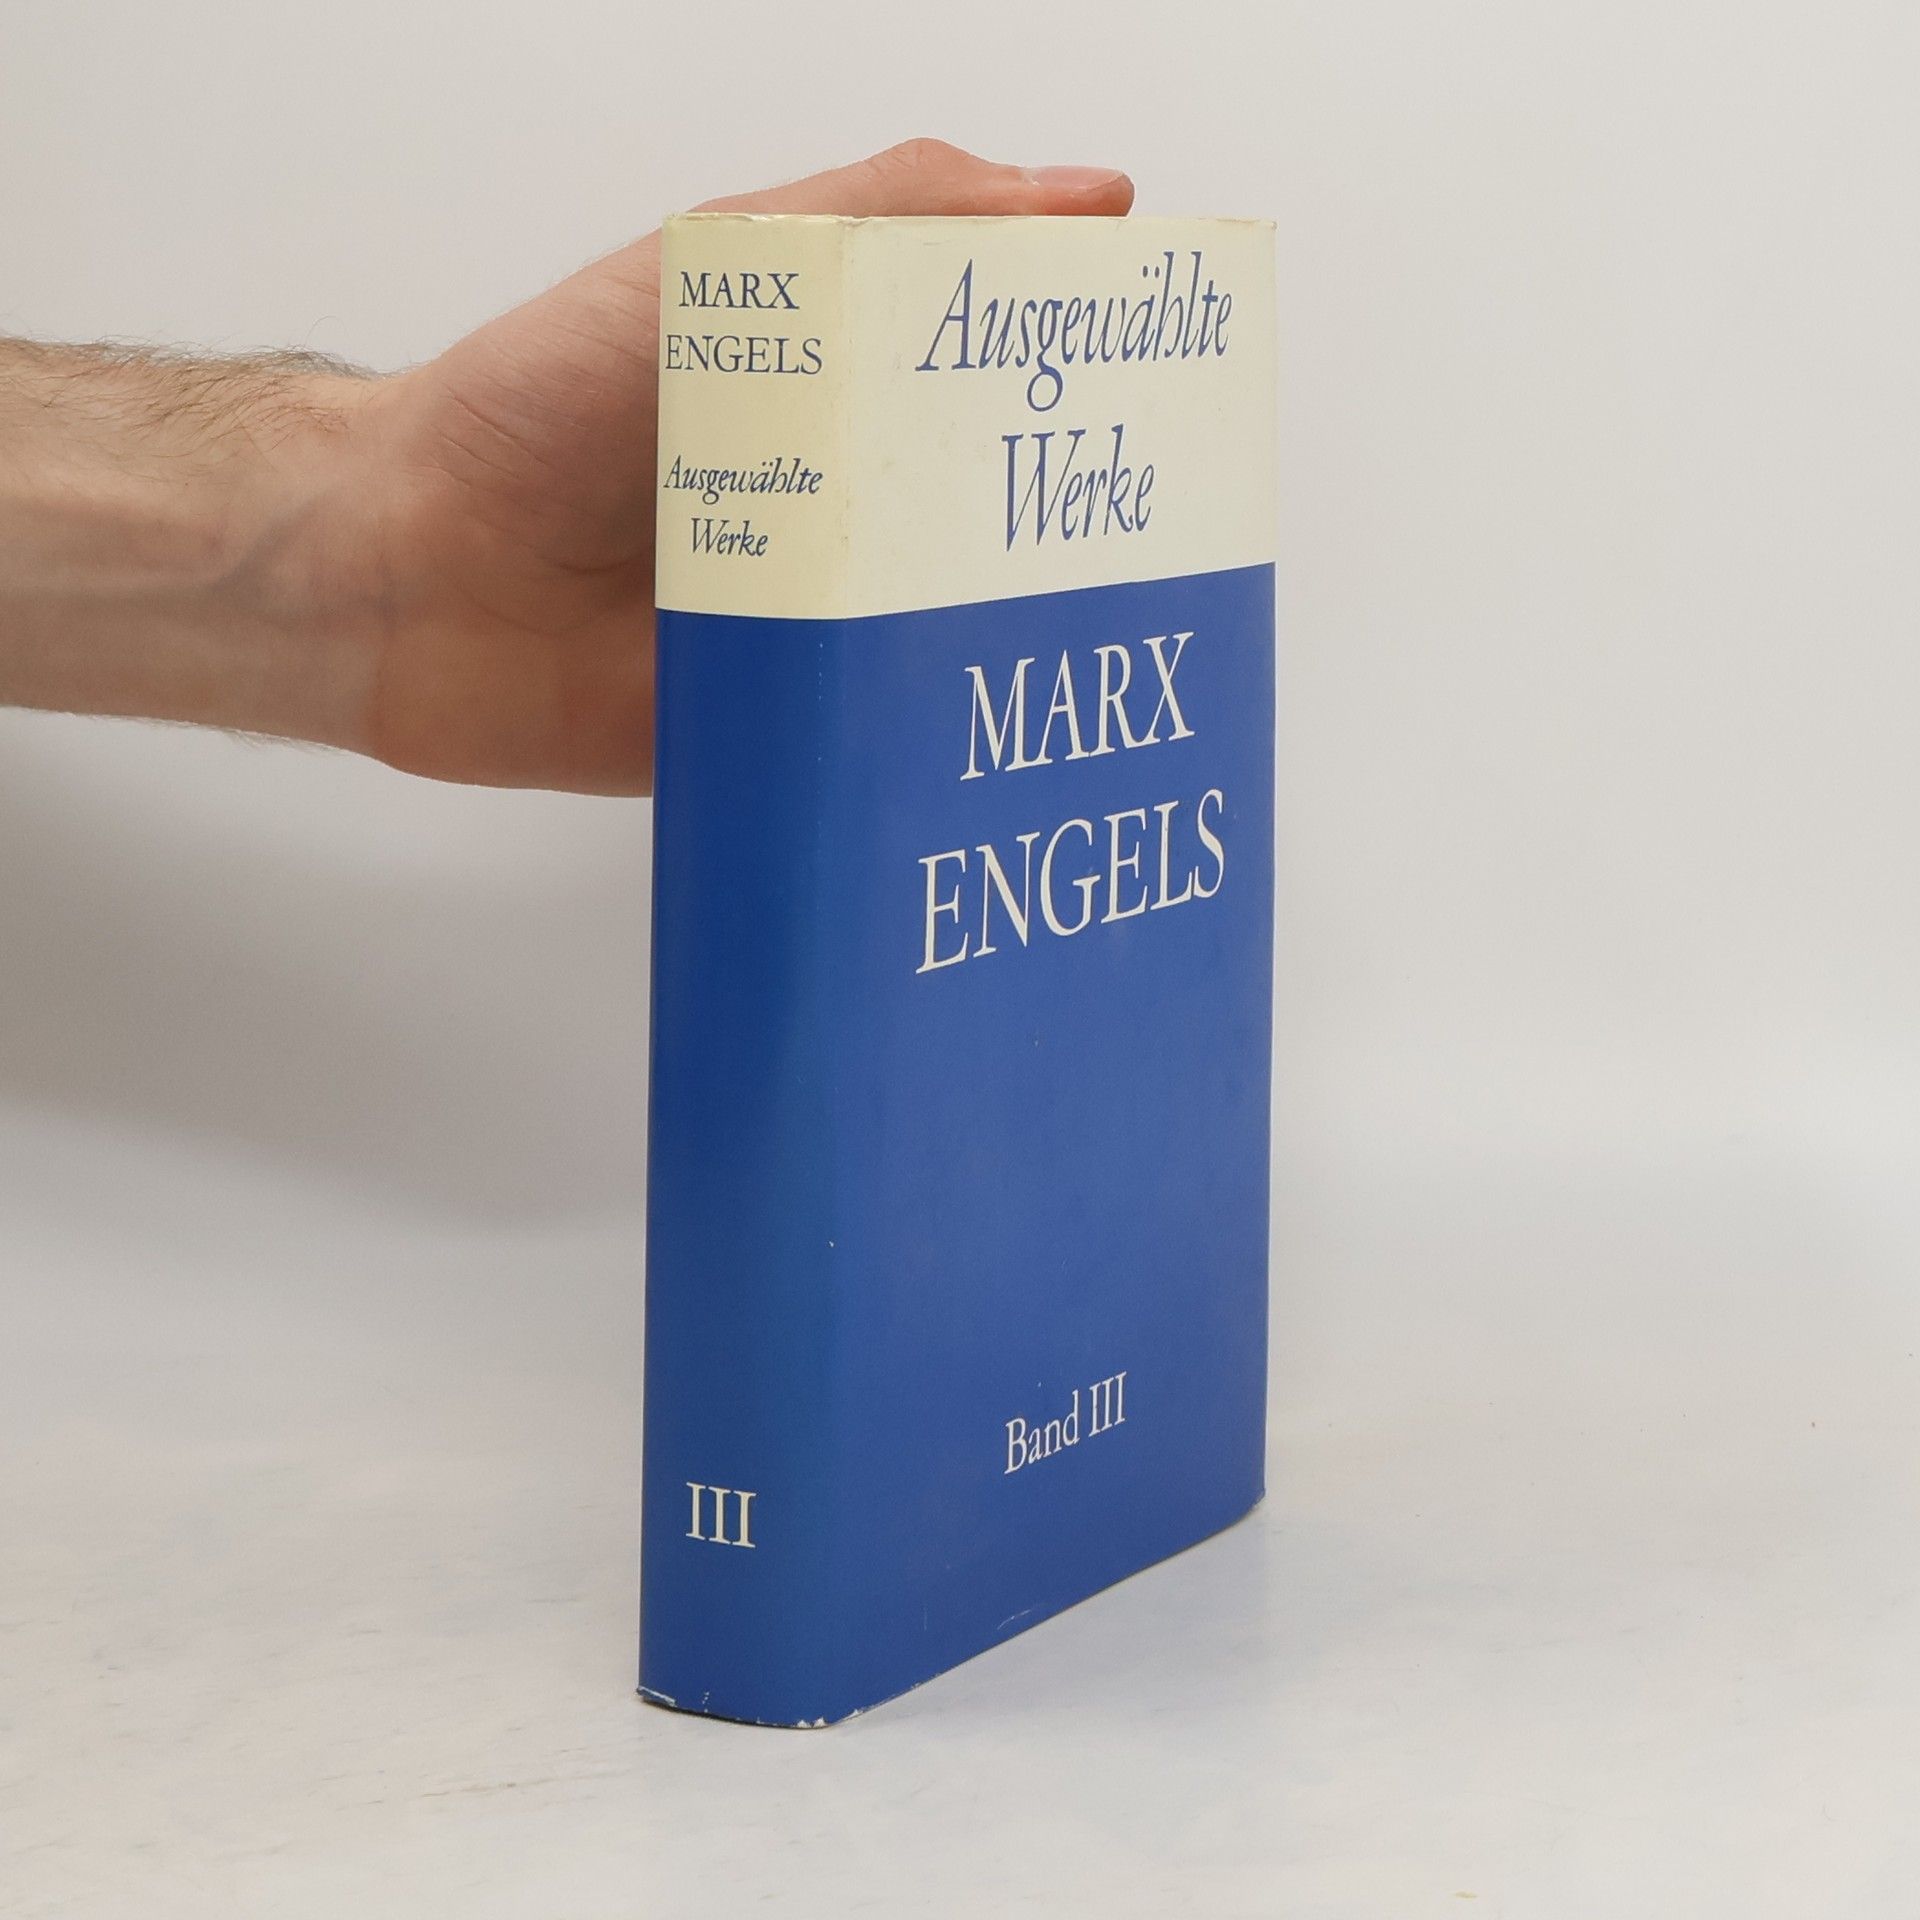 MARX
ENGELS
Ausgewählte
Werke
III
Ausgewählte
Werke
MARX
ENGELS
Band III